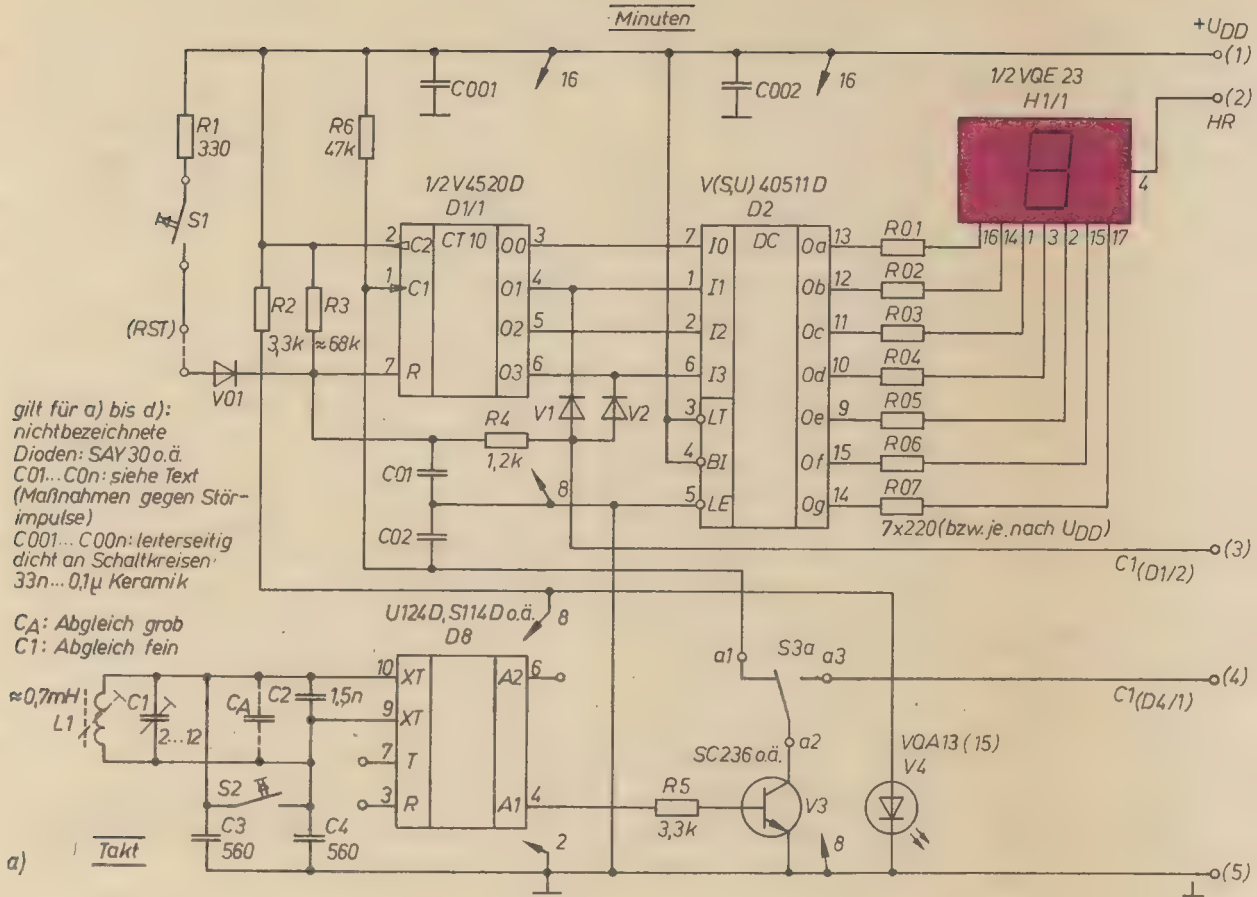 Minuten
+U_DD
(1)
16
16
C001
C002
1/2 VQE 23
H1/1
(2)
HR
4
R1
330
R6
47k
S1
1/2 V4520D
D1/1
V(S,U) 40511D
D2
2
C2
CT10
O0
3
7
I0
DC
Oa
13
R01
16 14 1 3 2 15 17
1
C1
O1
4
1
I1
Ob
12
R02
R2
3,3k
R3
≈68k
O2
5
2
I2
Oc
11
R03
(RST)
7
R
O3
6
6
I3
Od
10
R04
V01
V1
V2
3
LT
Oe
9
R05
R4
1,2k
4
BI
Of
15
R06
8
5
LE
Og
14
R07
7x220 (bzw. je nach U_DD)
C01
C02
gilt für a) bis d):
nichtbezeichnete
Dioden: SAY 30 o.ä.
C01...C0n: siehe Text
(Maßnahmen gegen Stör-
impulse)
C001...C00n: leiterseitig
dicht an Schaltkreisen
33n...0,1µ Keramik
C_A: Abgleich grob
C1: Abgleich fein
(3)
C1(D1/2)
U124D, S114D o.ä.
D8
8
a1
S3a
a3
(4)
C1(D4/1)
≈0,7mH
L1
C1
2...12
C_A
C2
1,5n
10
XT
A2
6
9
XT
a2
7
T
SC236 o.ä.
VQA13 (15)
V4
S2
3
R
A1
4
R5
3,3k
V3
C3
560
C4
560
2
8
a)
Takt
(5)